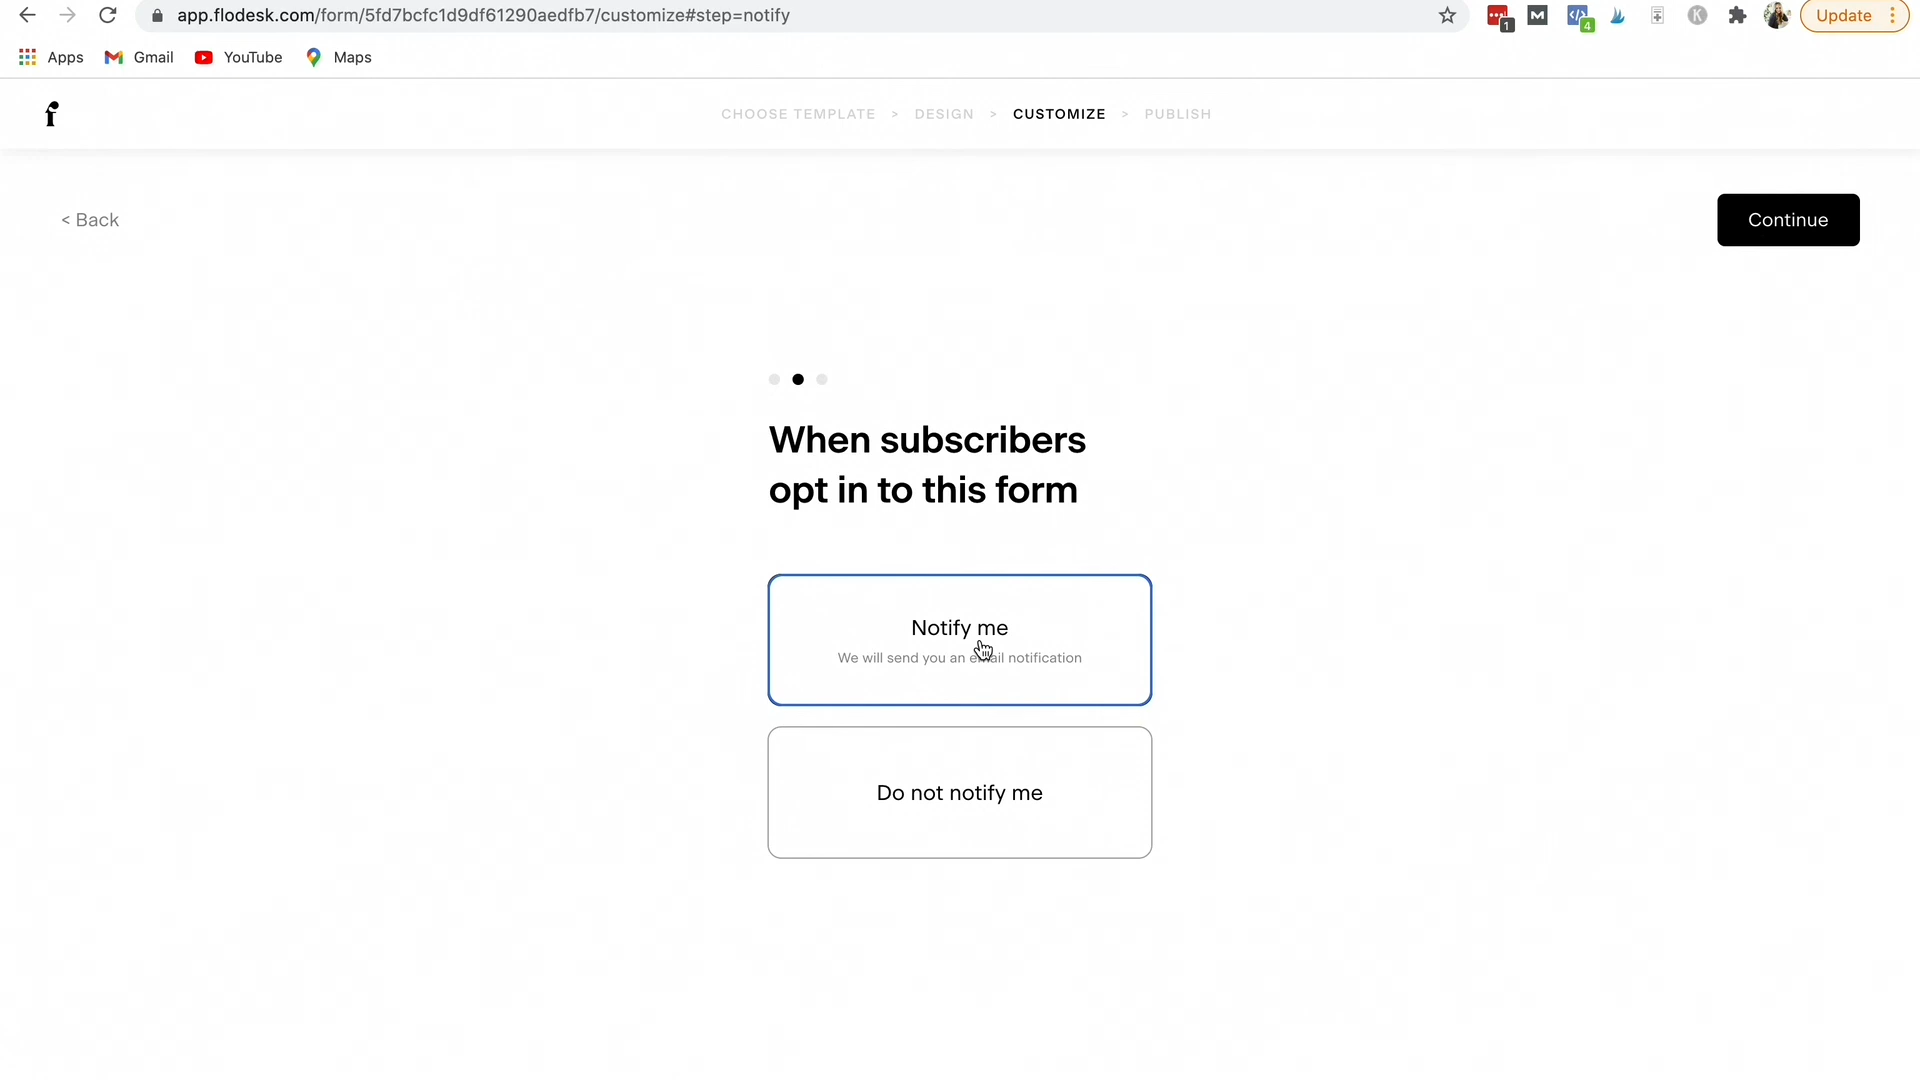 app.flodesk.com/form/5fd7bcfc1d9df61290aedfb7/customize#step=notify
1
M
4
K
Update
Apps
Gmail
YouTube
Maps
f
CHOOSE TEMPLATE > DESIGN > CUSTOMIZE > PUBLISH
< Back
Continue
When subscribers
opt in to this form
Notify me
We will send you an email notification
Do not notify me